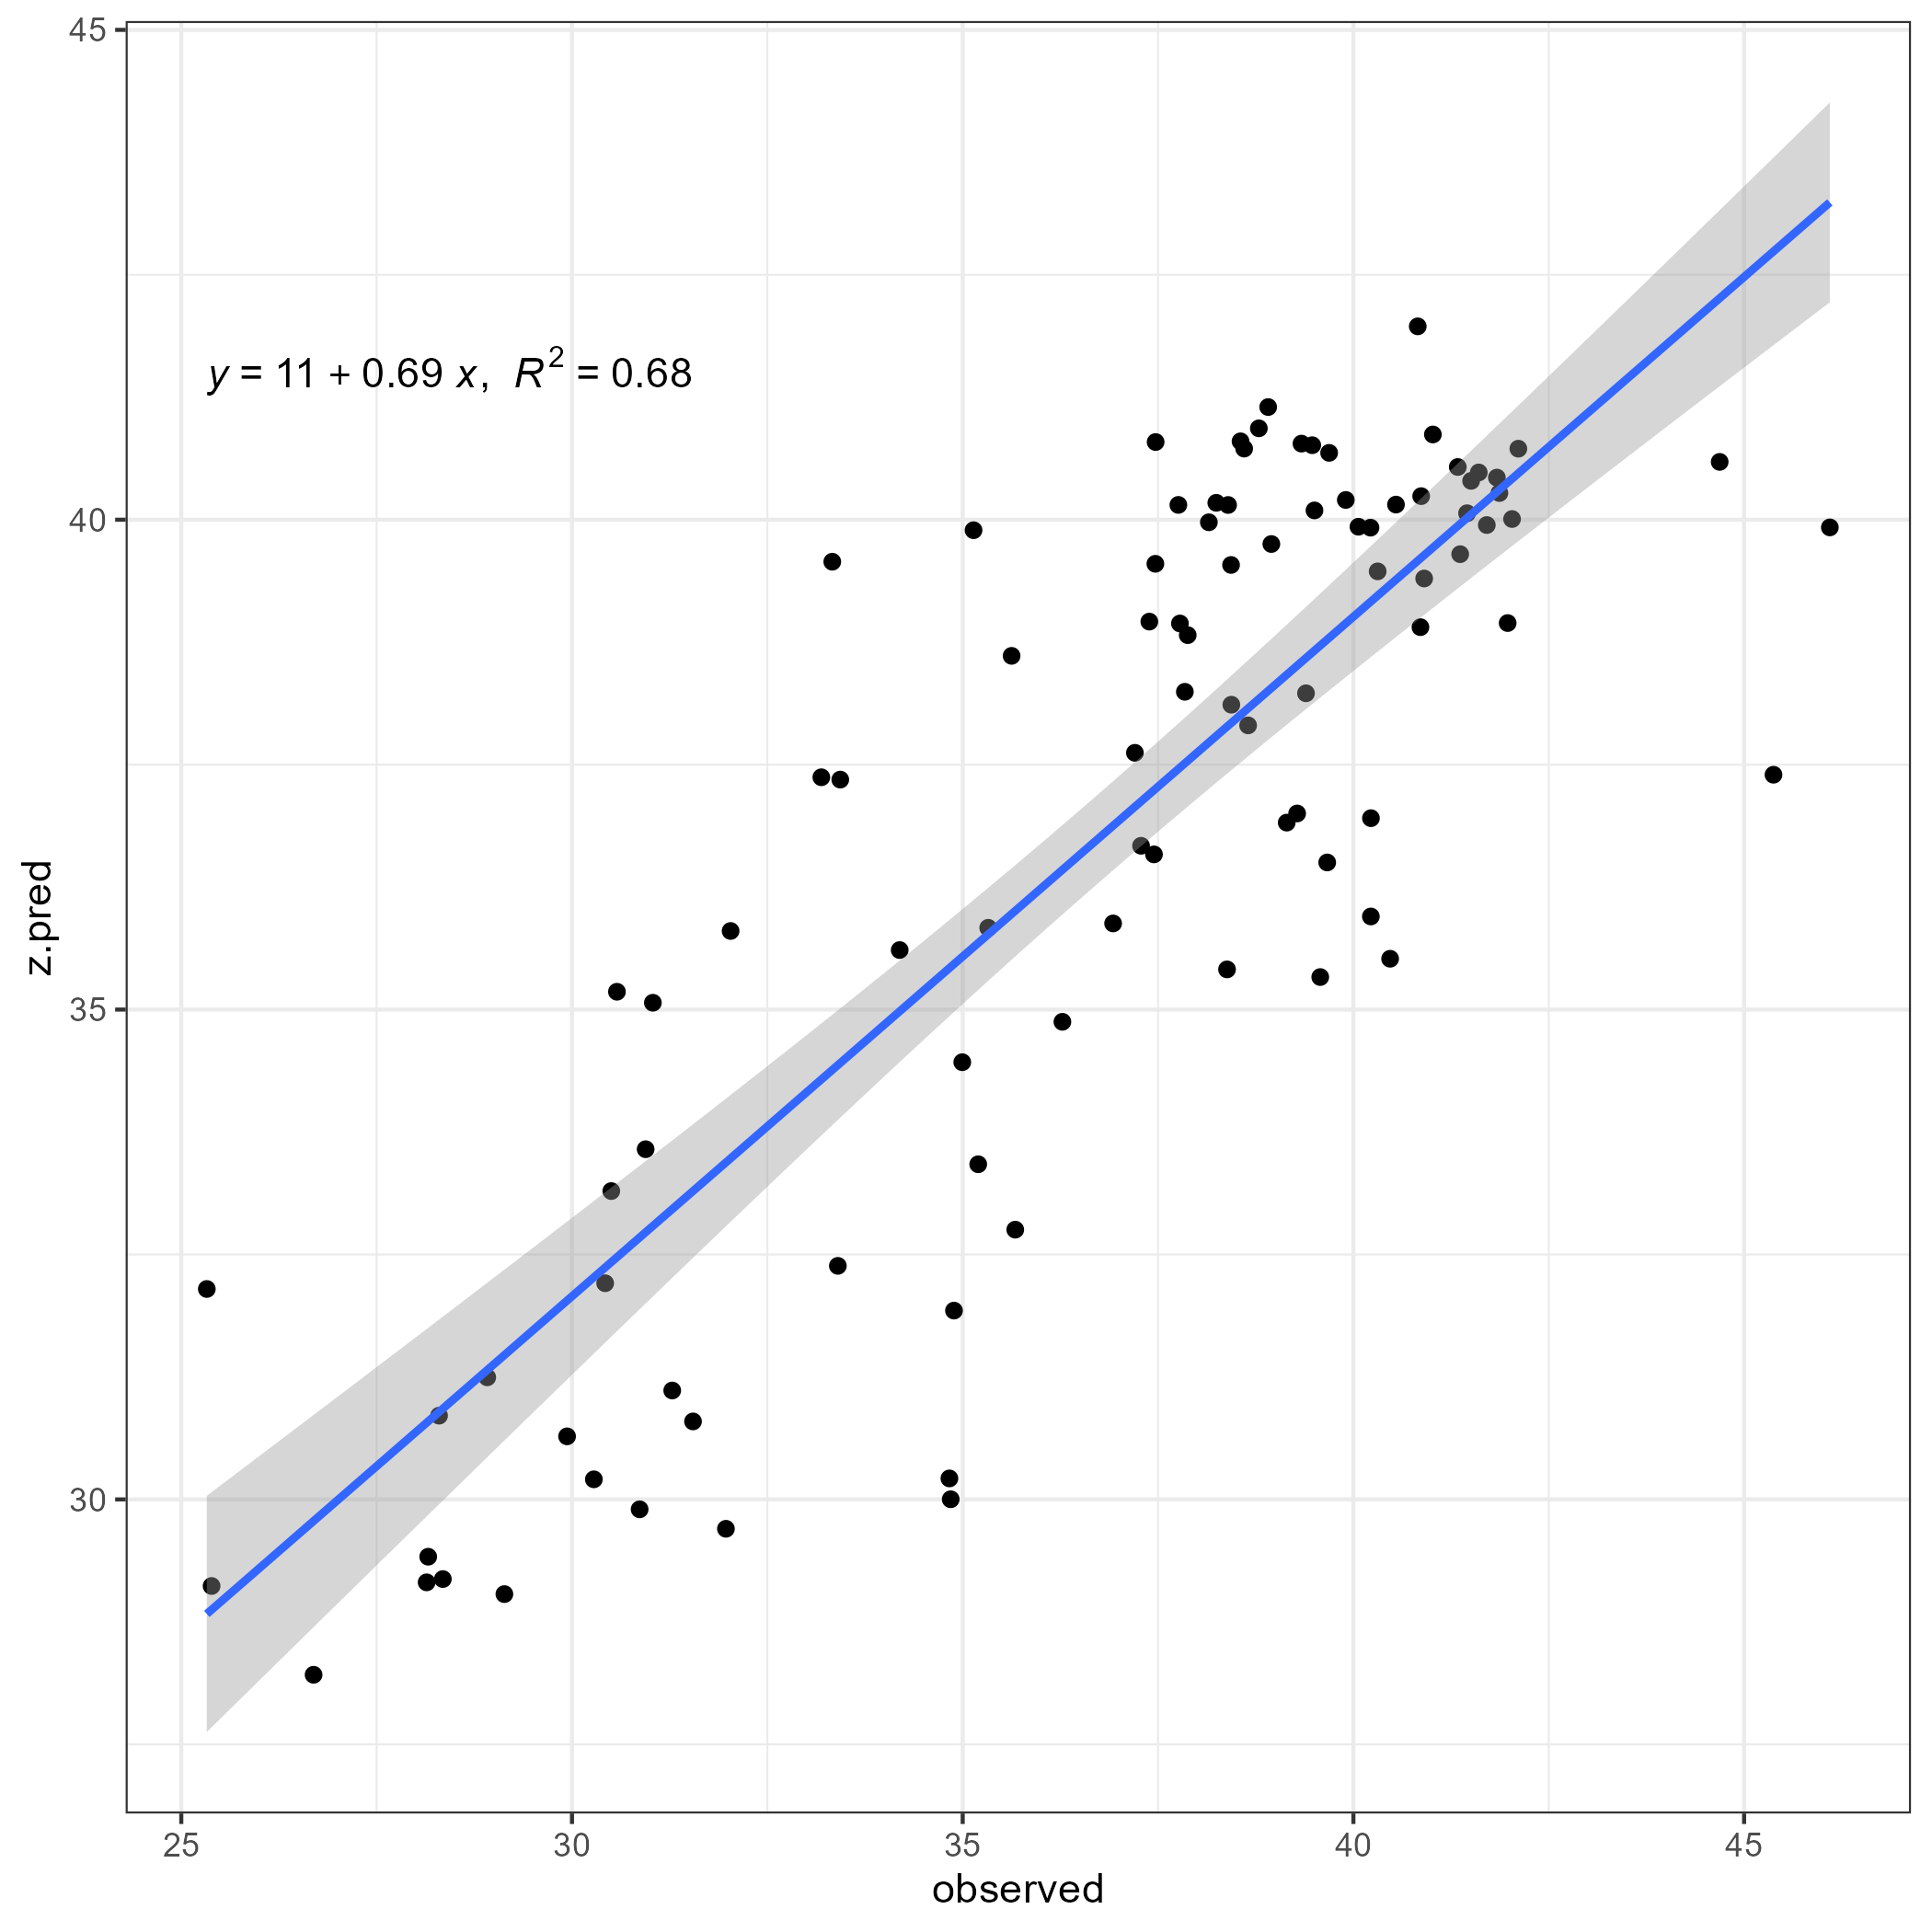 45
y = 11 + 0.69 x, R² = 0.68
40
z.pred
35
30
25 30 35 40 45
observed